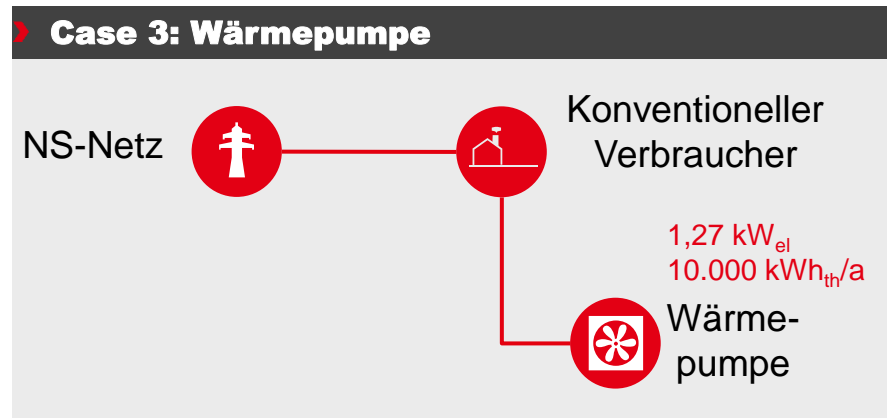 Case 3: Wärmepumpe
NS-Netz
Konventioneller
Verbraucher
1,27 kWel
10.000 kWhth/a
Wärme-
pumpe